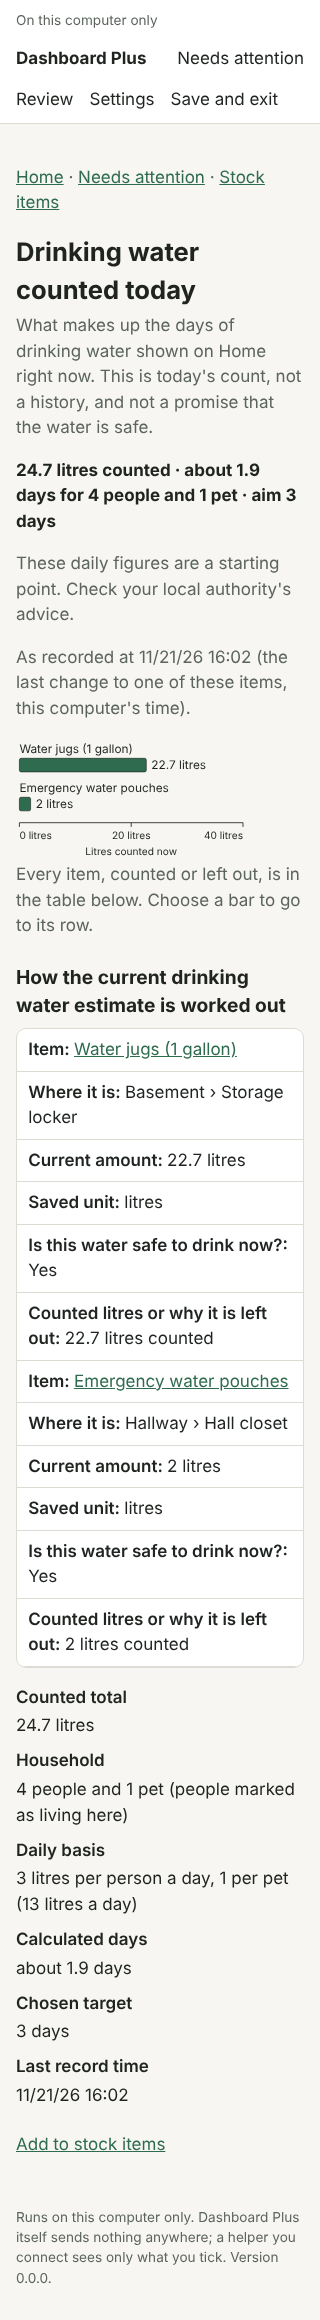 On this computer only
Dashboard Plus
Needs attention
Review
Settings
Save and exit
Home · Needs attention · Stock
items
Drinking water
counted today
What makes up the days of
drinking water shown on Home
right now. This is today's count, not
a history, and not a promise that
the water is safe.
24.7 litres counted · about 1.9
days for 4 people and 1 pet · aim 3
days
These daily figures are a starting
point. Check your local authority's
advice.
As recorded at 11/21/26 16:02 (the
last change to one of these items,
this computer's time).
Water jugs (1 gallon)
22.7 litres
Emergency water pouches
2 litres
0 litres
20 litres
40 litres
Litres counted now
Every item, counted or left out, is in
the table below. Choose a bar to go
to its row.
How the current drinking
water estimate is worked out
Item: Water jugs (1 gallon)
Where it is: Basement › Storage
locker
Current amount: 22.7 litres
Saved unit: litres
Is this water safe to drink now?:
Yes
Counted litres or why it is left
out: 22.7 litres counted
Item: Emergency water pouches
Where it is: Hallway › Hall closet
Current amount: 2 litres
Saved unit: litres
Is this water safe to drink now?:
Yes
Counted litres or why it is left
out: 2 litres counted
Counted total
24.7 litres
Household
4 people and 1 pet (people marked
as living here)
Daily basis
3 litres per person a day, 1 per pet
(13 litres a day)
Calculated days
about 1.9 days
Chosen target
3 days
Last record time
11/21/26 16:02
Add to stock items
Runs on this computer only. Dashboard Plus
itself sends nothing anywhere; a helper you
connect sees only what you tick. Version
0.0.0.